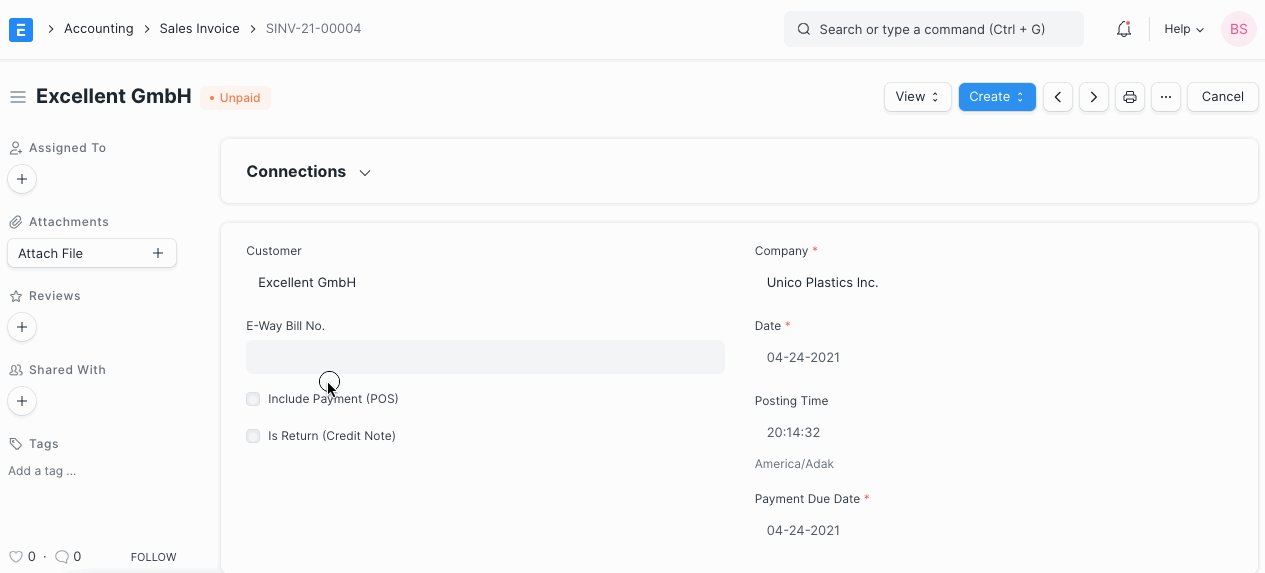 E > Accounting > Sales Invoice > SINV-21-00004
Search or type a command (Ctrl + G)
Help
BS
Excellent GmbH
• Unpaid
View
Create
···
Cancel
Assigned To
+
Attachments
Attach File +
Reviews
+
Shared With
+
Tags
Add a tag ...
0 · 0 FOLLOW
Connections
Customer
Excellent GmbH
E-Way Bill No.
Include Payment (POS)
Is Return (Credit Note)
Company *
Unico Plastics Inc.
Date *
04-24-2021
Posting Time
20:14:32
America/Adak
Payment Due Date *
04-24-2021